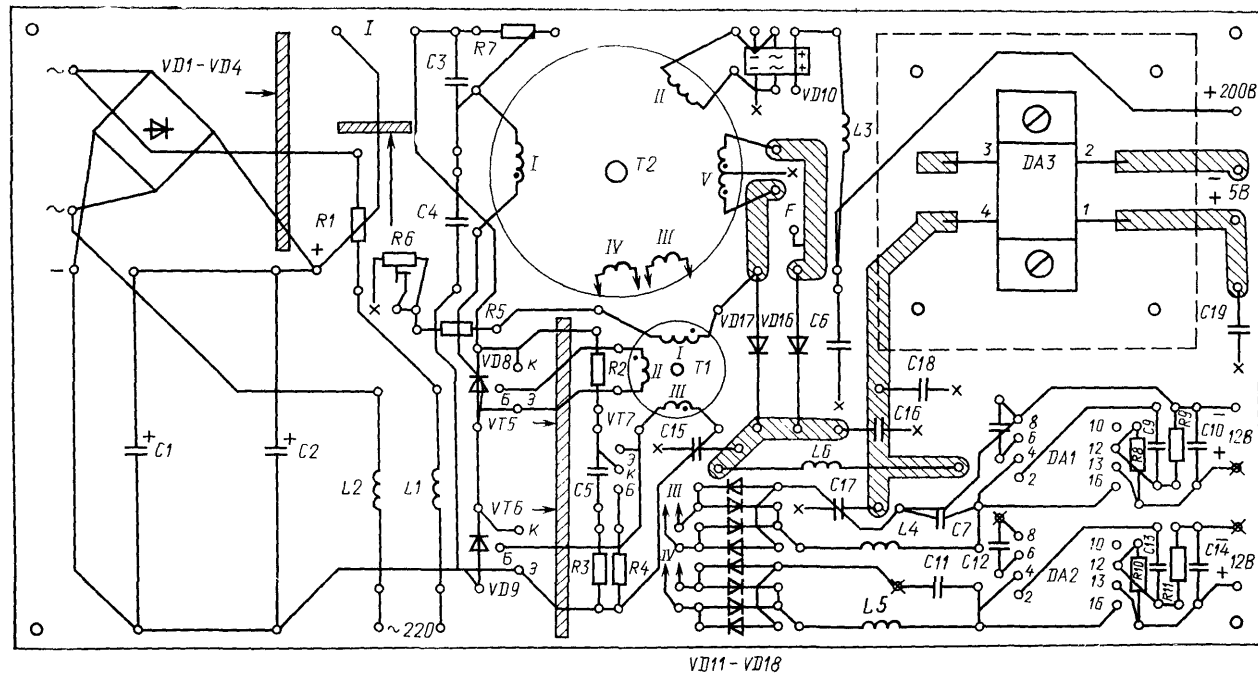 I
VD1-VD4
~
~
+
−
C1
C2
R1
L2
L1
~220
R6
R5
C3
C4
R7
I
T2
II
V
IV
III
VD8
К
Б
Э
VT5
VT6
К
Б
Э
VD9
R2
VT7
Э
К
Б
C5
R3
R4
I
II
T1
III
C15
VD10
L3
F
VD17
VD16
C6
L6
III
IV
C17
C16
C18
L4
C7
C12
C11
L5
VD11-VD18
3
DA3
2
4
1
+200В
−
5В
+
C19
8
6
4
2
DA1
10
12
13
16
R8
C9
R9
C10
−
12В
+
8
6
4
2
DA2
10
12
13
16
R10
C13
R11
C14
−
12В
+